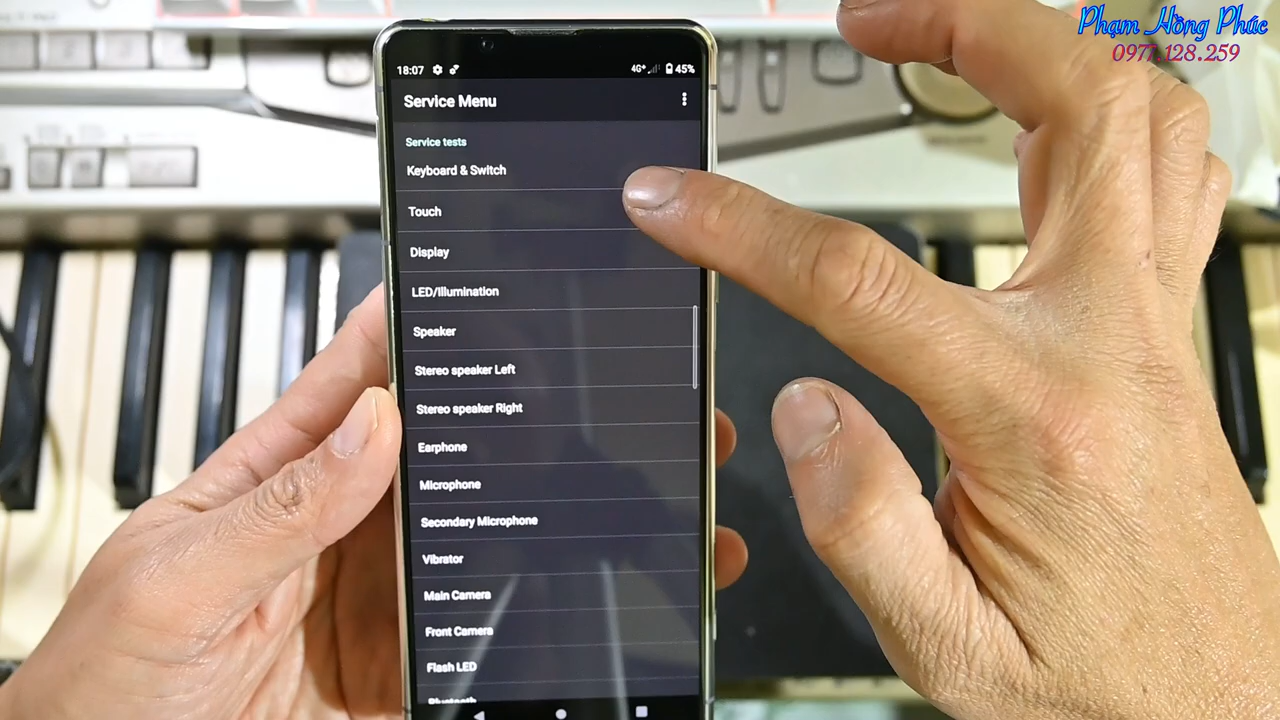 Phạm Hồng Phúc
0977.128.259
18:07
4G+
45%
Service Menu
Service tests
Keyboard & Switch
Touch
Display
LED/Illumination
Speaker
Stereo speaker Left
Stereo speaker Right
Earphone
Microphone
Secondary Microphone
Vibrator
Main Camera
Front Camera
Flash LED
Bluetooth